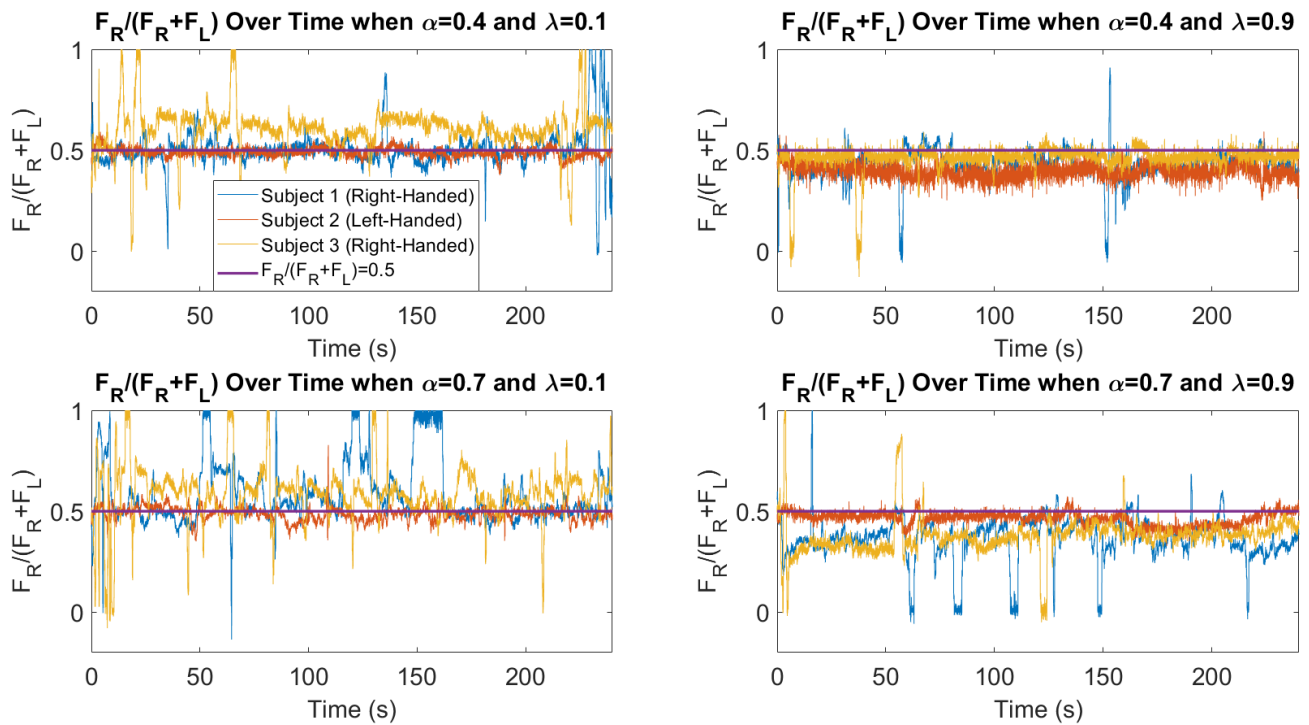 F_R/(F_R+F_L) Over Time when α=0.4 and λ=0.1
F_R/(F_R+F_L)
1
0.5
0
Subject 1 (Right-Handed)
Subject 2 (Left-Handed)
Subject 3 (Right-Handed)
F_R/(F_R+F_L)=0.5
0 50 100 150 200
Time (s)
F_R/(F_R+F_L) Over Time when α=0.4 and λ=0.9
F_R/(F_R+F_L)
1
0.5
0
0 50 100 150 200
Time (s)
F_R/(F_R+F_L) Over Time when α=0.7 and λ=0.1
F_R/(F_R+F_L)
1
0.5
0
0 50 100 150 200
Time (s)
F_R/(F_R+F_L) Over Time when α=0.7 and λ=0.9
F_R/(F_R+F_L)
1
0.5
0
0 50 100 150 200
Time (s)